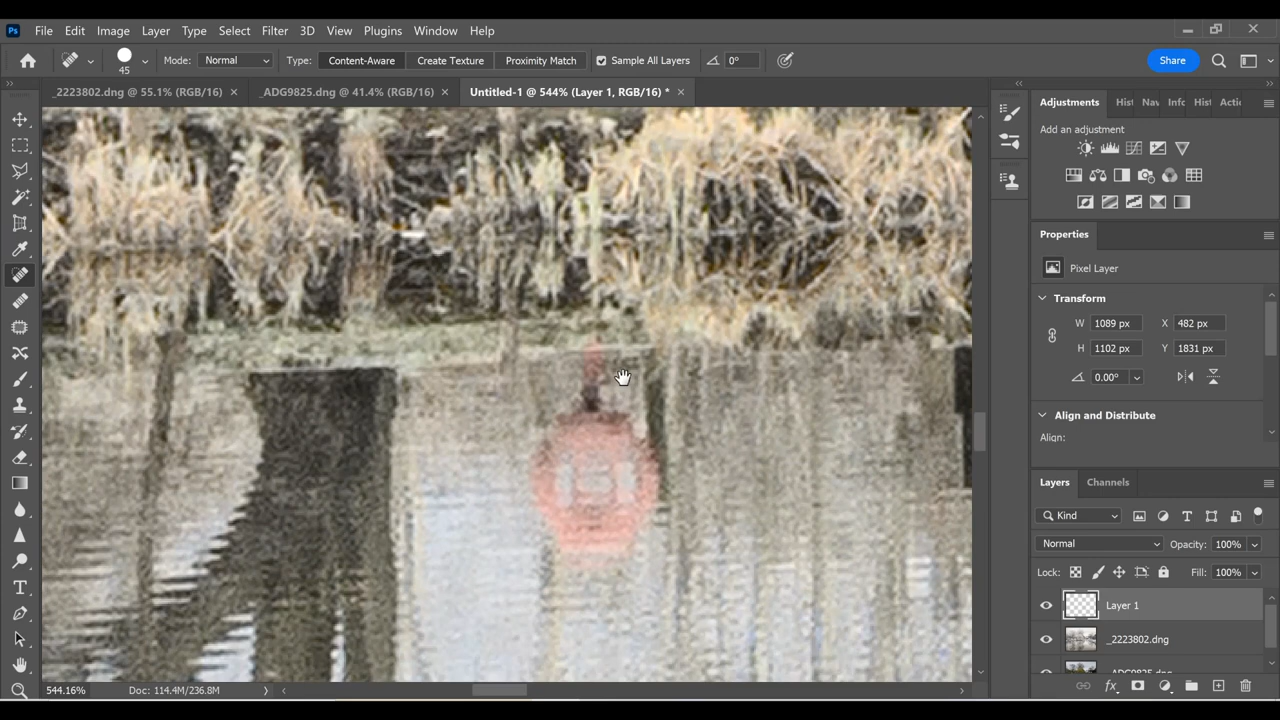 Ps File Edit Image Layer Type Select Filter 3D View Plugins Window Help
45 Mode: Normal Type: Content-Aware Create Texture Proximity Match Sample All Layers 0° Share
_2223802.dng @ 55.1% (RGB/16) × _ADG9825.dng @ 41.4% (RGB/16) × Untitled-1 @ 544% (Layer 1, RGB/16) * ×
Adjustments Hist Nav Info Hist Actio
Add an adjustment
Properties
Pixel Layer
Transform
W 1089 px X 482 px
H 1102 px Y 1831 px
0.00°
Align and Distribute
Align:
Layers Channels
Kind
Normal Opacity: 100%
Lock: Fill: 100%
Layer 1
_2223802.dng
_ADG9825.dng
544.16% Doc: 114.4M/236.8M